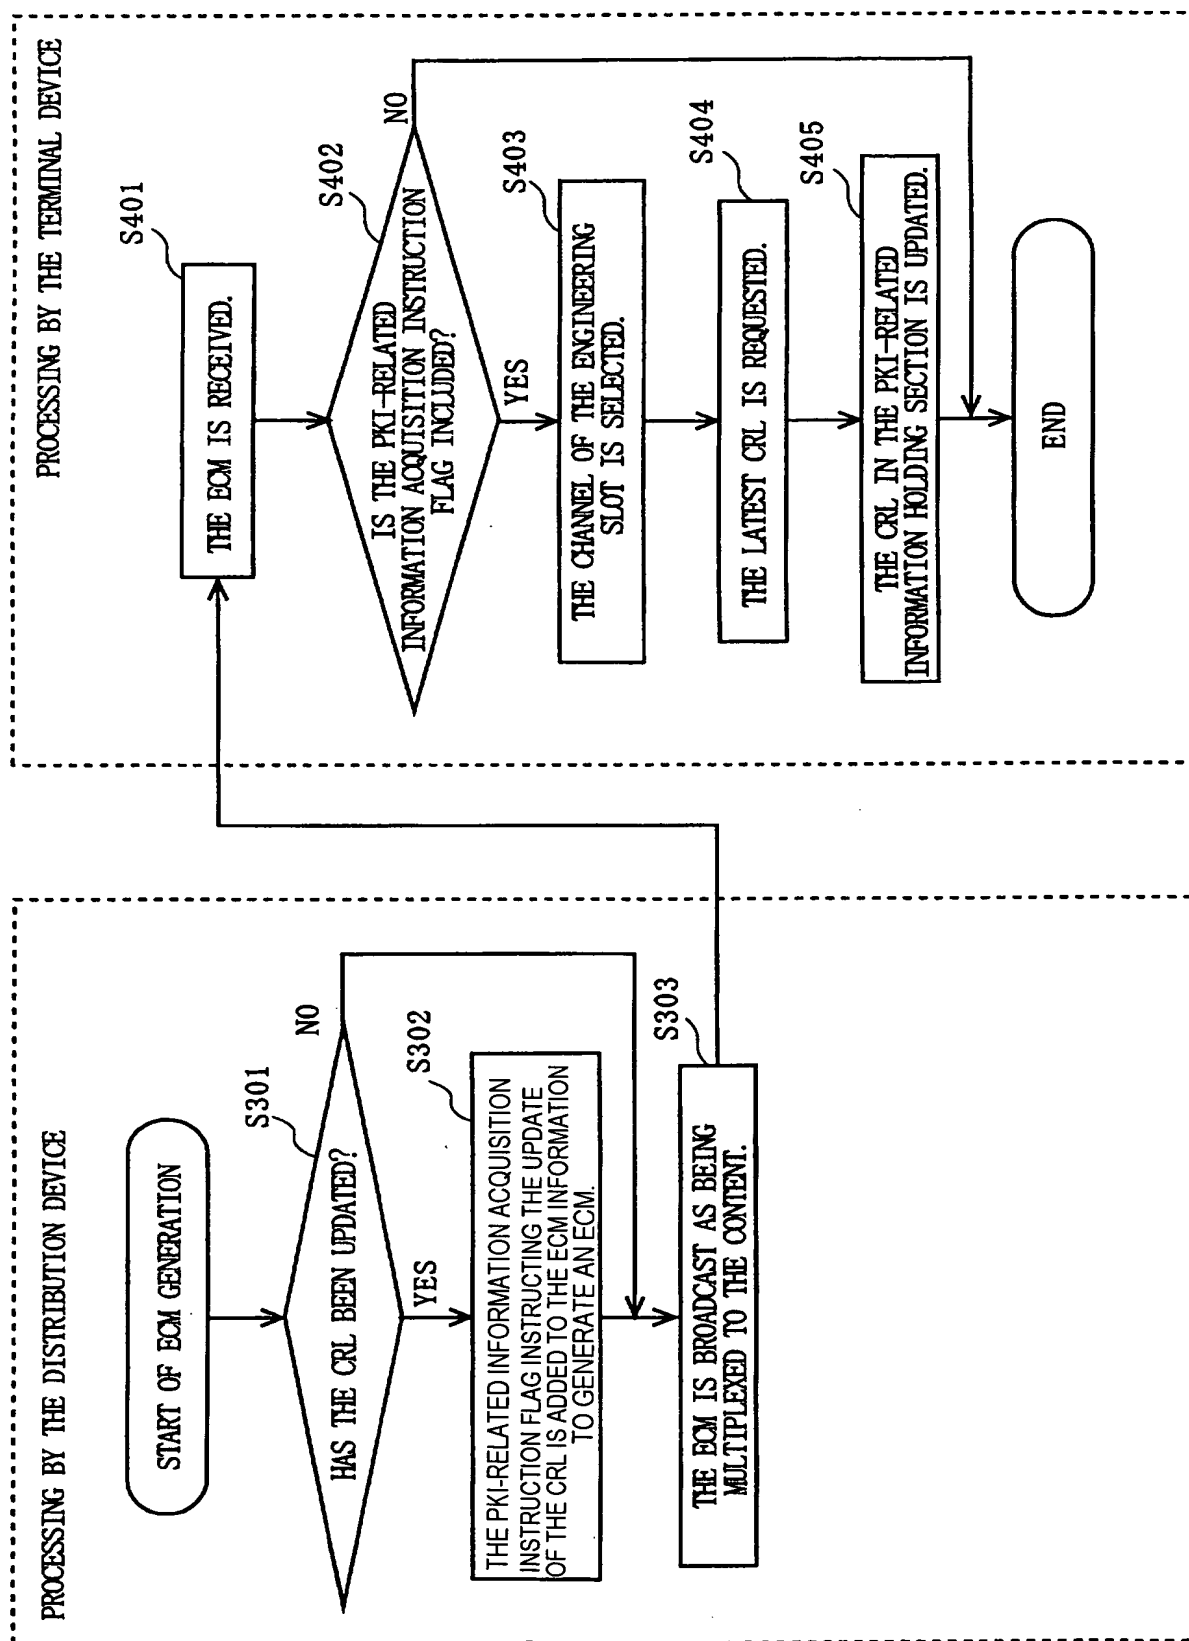 PROCESSING BY THE DISTRIBUTION DEVICE
START OF ECM GENERATION
S301
HAS THE CRL BEEN UPDATED?
NO
YES
S302
THE PKI-RELATED INFORMATION ACQUISITION
INSTRUCTION FLAG INSTRUCTING THE UPDATE
OF THE CRL IS ADDED TO THE ECM INFORMATION
TO GENERATE AN ECM.
S303
THE ECM IS BROADCAST AS BEING
MULTIPLEXED TO THE CONTENT.
PROCESSING BY THE TERMINAL DEVICE
S401
THE ECM IS RECEIVED.
S402
IS THE PKI-RELATED
INFORMATION ACQUISITION INSTRUCTION
FLAG INCLUDED?
NO
YES
S403
THE CHANNEL OF THE ENGINEERING
SLOT IS SELECTED.
S404
THE LATEST CRL IS REQUESTED.
S405
THE CRL IN THE PKI-RELATED
INFORMATION HOLDING SECTION IS UPDATED.
END